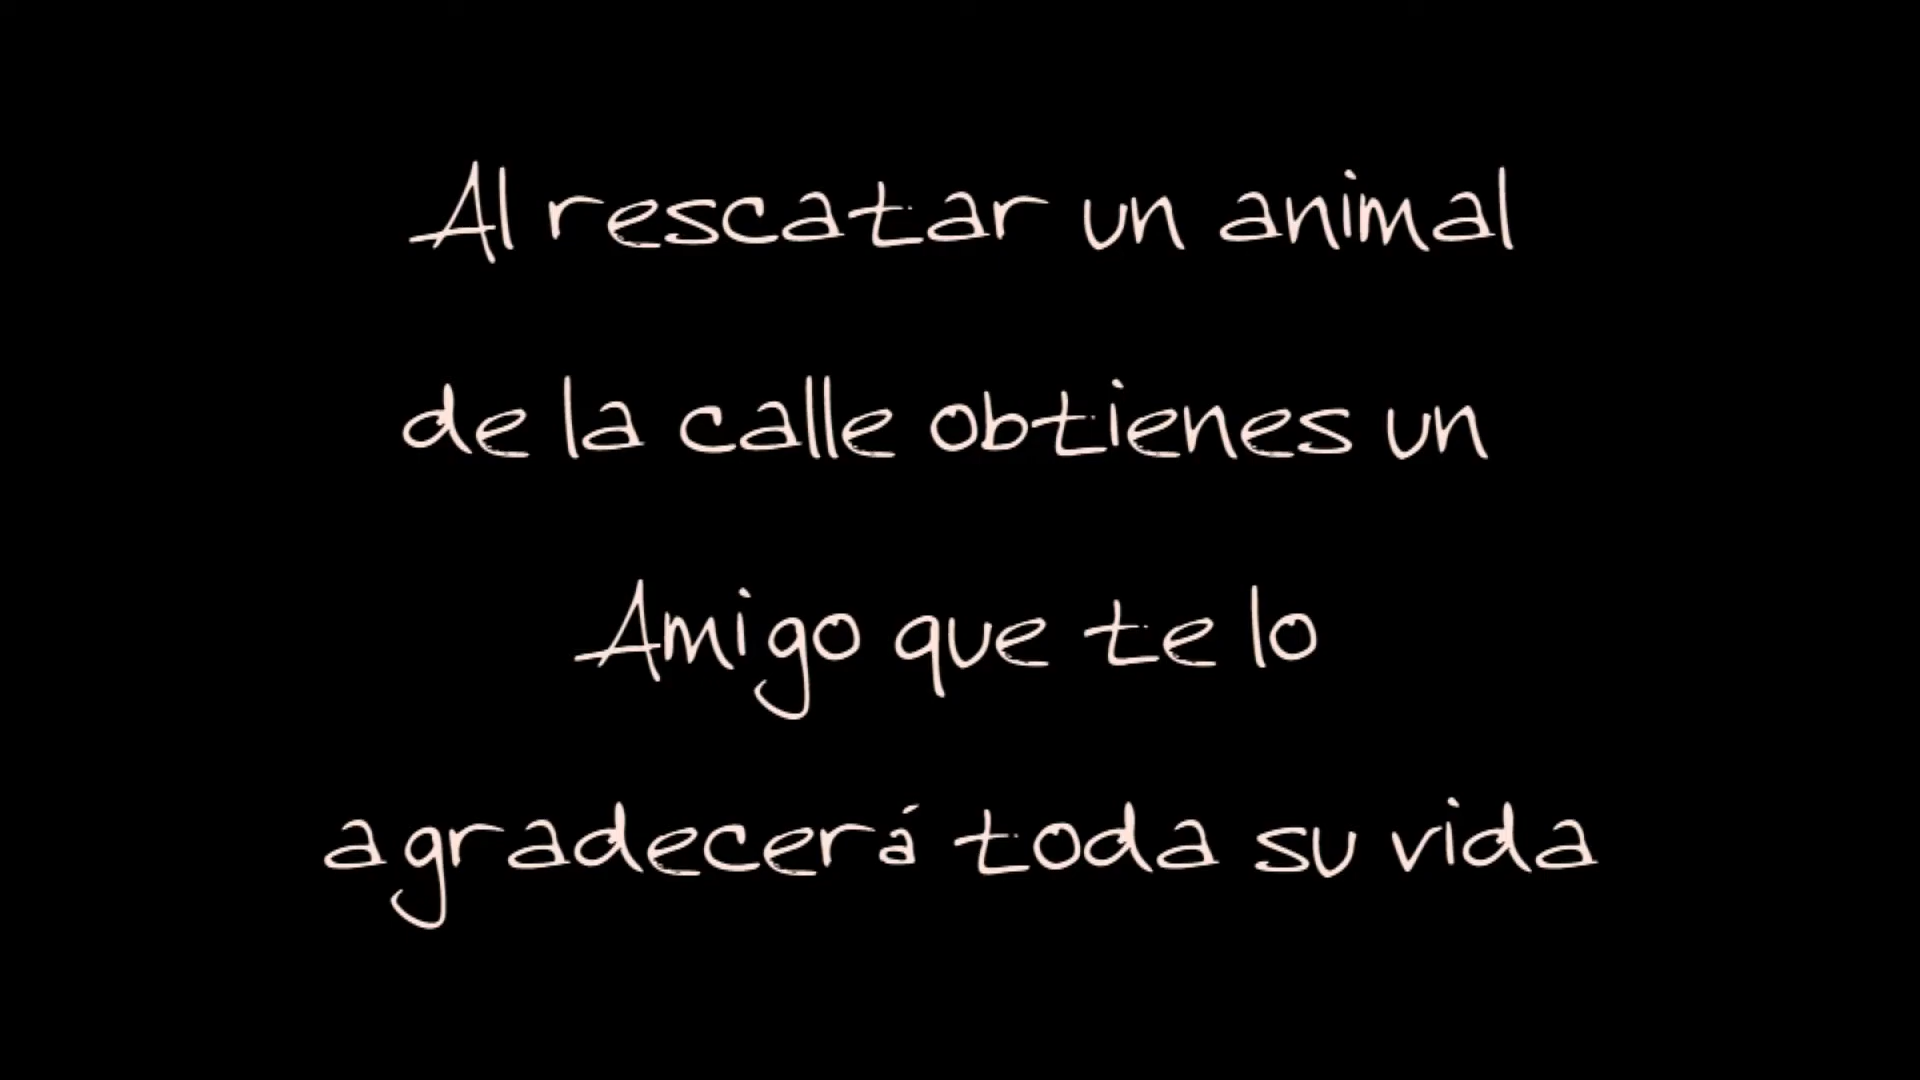 Al rescatar un animal
de la calle obtienes un
Amigo que te lo
agradecerá toda su vida